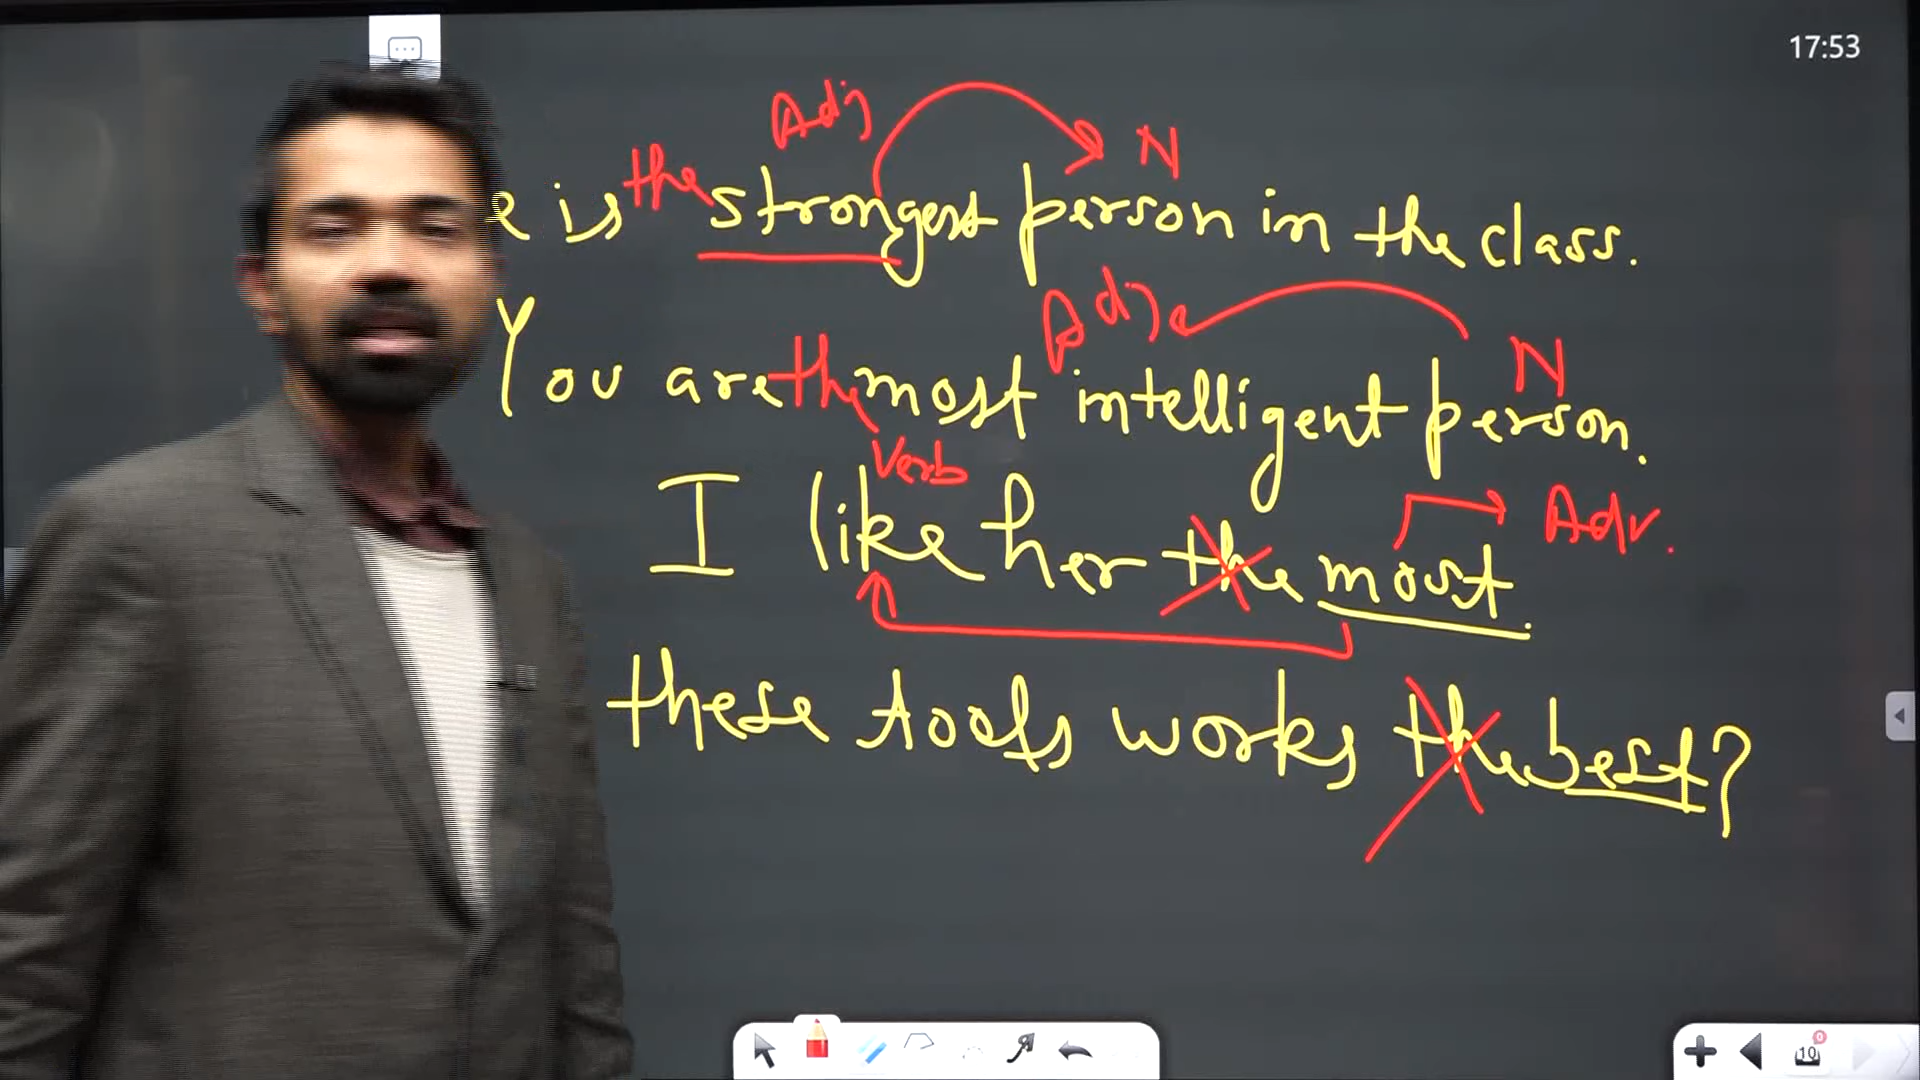 17:53
Adj N
e is the strongest person in the class.
Adj N
You are the most intelligent person.
Verb Adv.
I like her the most.
these tools works the best?
10